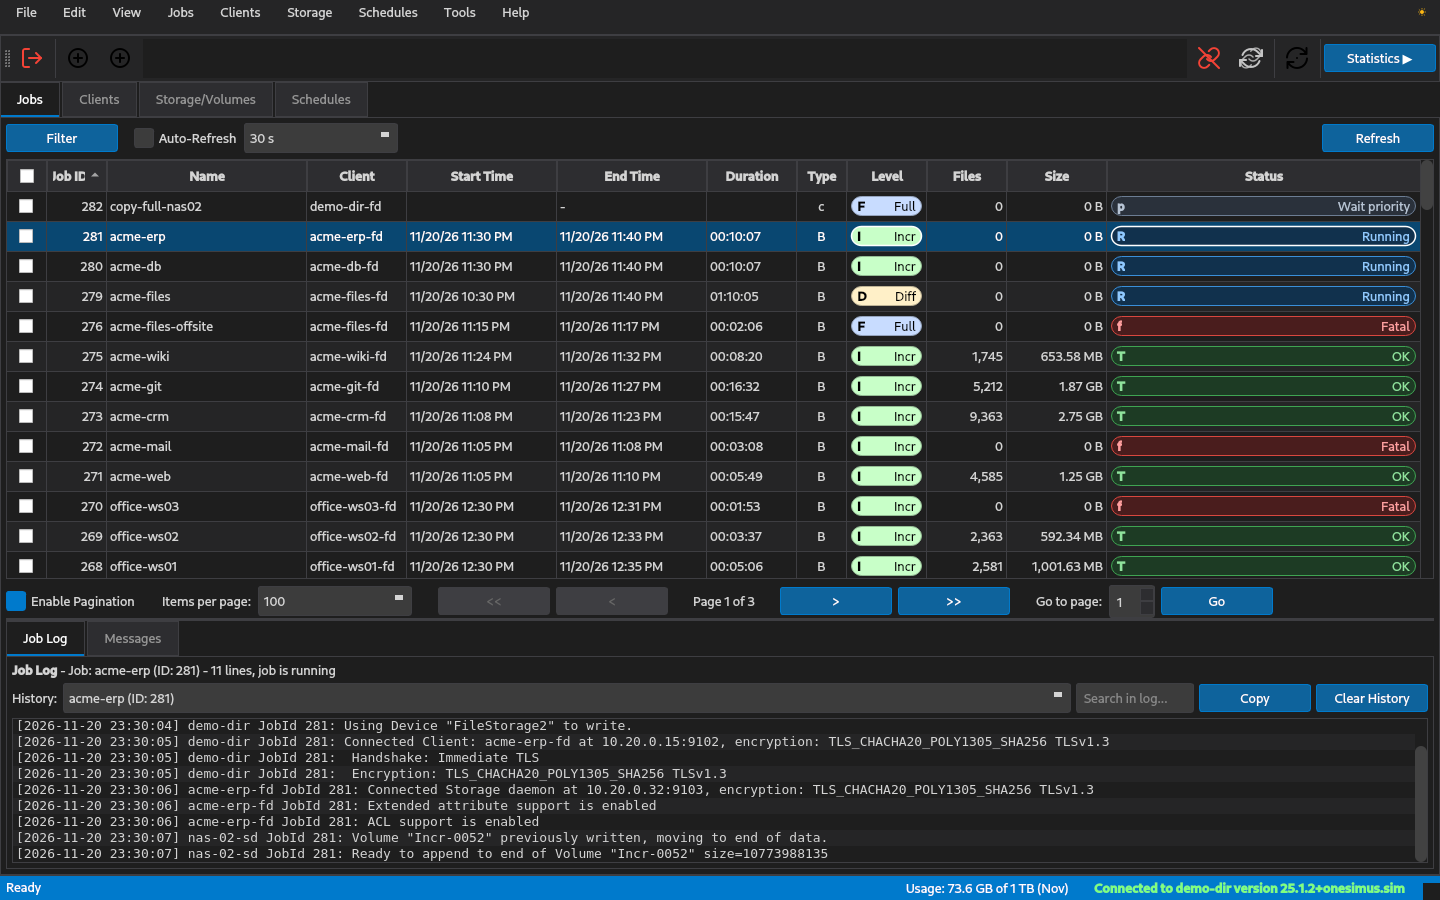 File Edit View Jobs Clients Storage Schedules Tools Help
Statistics ▶
Jobs Clients Storage/Volumes Schedules
Filter Auto-Refresh 30 s Refresh
Job ID Name Client Start Time End Time Duration Type Level Files Size Status
282 copy-full-nas02 demo-dir-fd - c F Full 0 0 B p Wait priority
281 acme-erp acme-erp-fd 11/20/26 11:30 PM 11/20/26 11:40 PM 00:10:07 B I Incr 0 0 B R Running
280 acme-db acme-db-fd 11/20/26 11:30 PM 11/20/26 11:40 PM 00:10:07 B I Incr 0 0 B R Running
279 acme-files acme-files-fd 11/20/26 10:30 PM 11/20/26 11:40 PM 01:10:05 B D Diff 0 0 B R Running
276 acme-files-offsite acme-files-fd 11/20/26 11:15 PM 11/20/26 11:17 PM 00:02:06 B F Full 0 0 B f Fatal
275 acme-wiki acme-wiki-fd 11/20/26 11:24 PM 11/20/26 11:32 PM 00:08:20 B I Incr 1,745 653.58 MB T OK
274 acme-git acme-git-fd 11/20/26 11:10 PM 11/20/26 11:27 PM 00:16:32 B I Incr 5,212 1.87 GB T OK
273 acme-crm acme-crm-fd 11/20/26 11:08 PM 11/20/26 11:23 PM 00:15:47 B I Incr 9,363 2.75 GB T OK
272 acme-mail acme-mail-fd 11/20/26 11:05 PM 11/20/26 11:08 PM 00:03:08 B I Incr 0 0 B f Fatal
271 acme-web acme-web-fd 11/20/26 11:05 PM 11/20/26 11:10 PM 00:05:49 B I Incr 4,585 1.25 GB T OK
270 office-ws03 office-ws03-fd 11/20/26 12:30 PM 11/20/26 12:31 PM 00:01:53 B I Incr 0 0 B f Fatal
269 office-ws02 office-ws02-fd 11/20/26 12:30 PM 11/20/26 12:33 PM 00:03:37 B I Incr 2,363 592.34 MB T OK
268 office-ws01 office-ws01-fd 11/20/26 12:30 PM 11/20/26 12:35 PM 00:05:06 B I Incr 2,581 1,001.63 MB T OK
Enable Pagination Items per page: 100 << < Page 1 of 3 > >> Go to page: 1 Go
Job Log Messages
Job Log - Job: acme-erp (ID: 281) - 11 lines, job is running
History: acme-erp (ID: 281) Search in log... Copy Clear History
[2026-11-20 23:30:04] demo-dir JobId 281: Using Device "FileStorage2" to write.
[2026-11-20 23:30:05] demo-dir JobId 281: Connected Client: acme-erp-fd at 10.20.0.15:9102, encryption: TLS_CHACHA20_POLY1305_SHA256 TLSv1.3
[2026-11-20 23:30:05] demo-dir JobId 281:  Handshake: Immediate TLS
[2026-11-20 23:30:05] demo-dir JobId 281:  Encryption: TLS_CHACHA20_POLY1305_SHA256 TLSv1.3
[2026-11-20 23:30:06] acme-erp-fd JobId 281: Connected Storage daemon at 10.20.0.32:9103, encryption: TLS_CHACHA20_POLY1305_SHA256 TLSv1.3
[2026-11-20 23:30:06] acme-erp-fd JobId 281: Extended attribute support is enabled
[2026-11-20 23:30:06] acme-erp-fd JobId 281: ACL support is enabled
[2026-11-20 23:30:07] nas-02-sd JobId 281: Volume "Incr-0052" previously written, moving to end of data.
[2026-11-20 23:30:07] nas-02-sd JobId 281: Ready to append to end of Volume "Incr-0052" size=10773988135
Ready Usage: 73.6 GB of 1 TB (Nov) Connected to demo-dir version 25.1.2+onesimus.sim